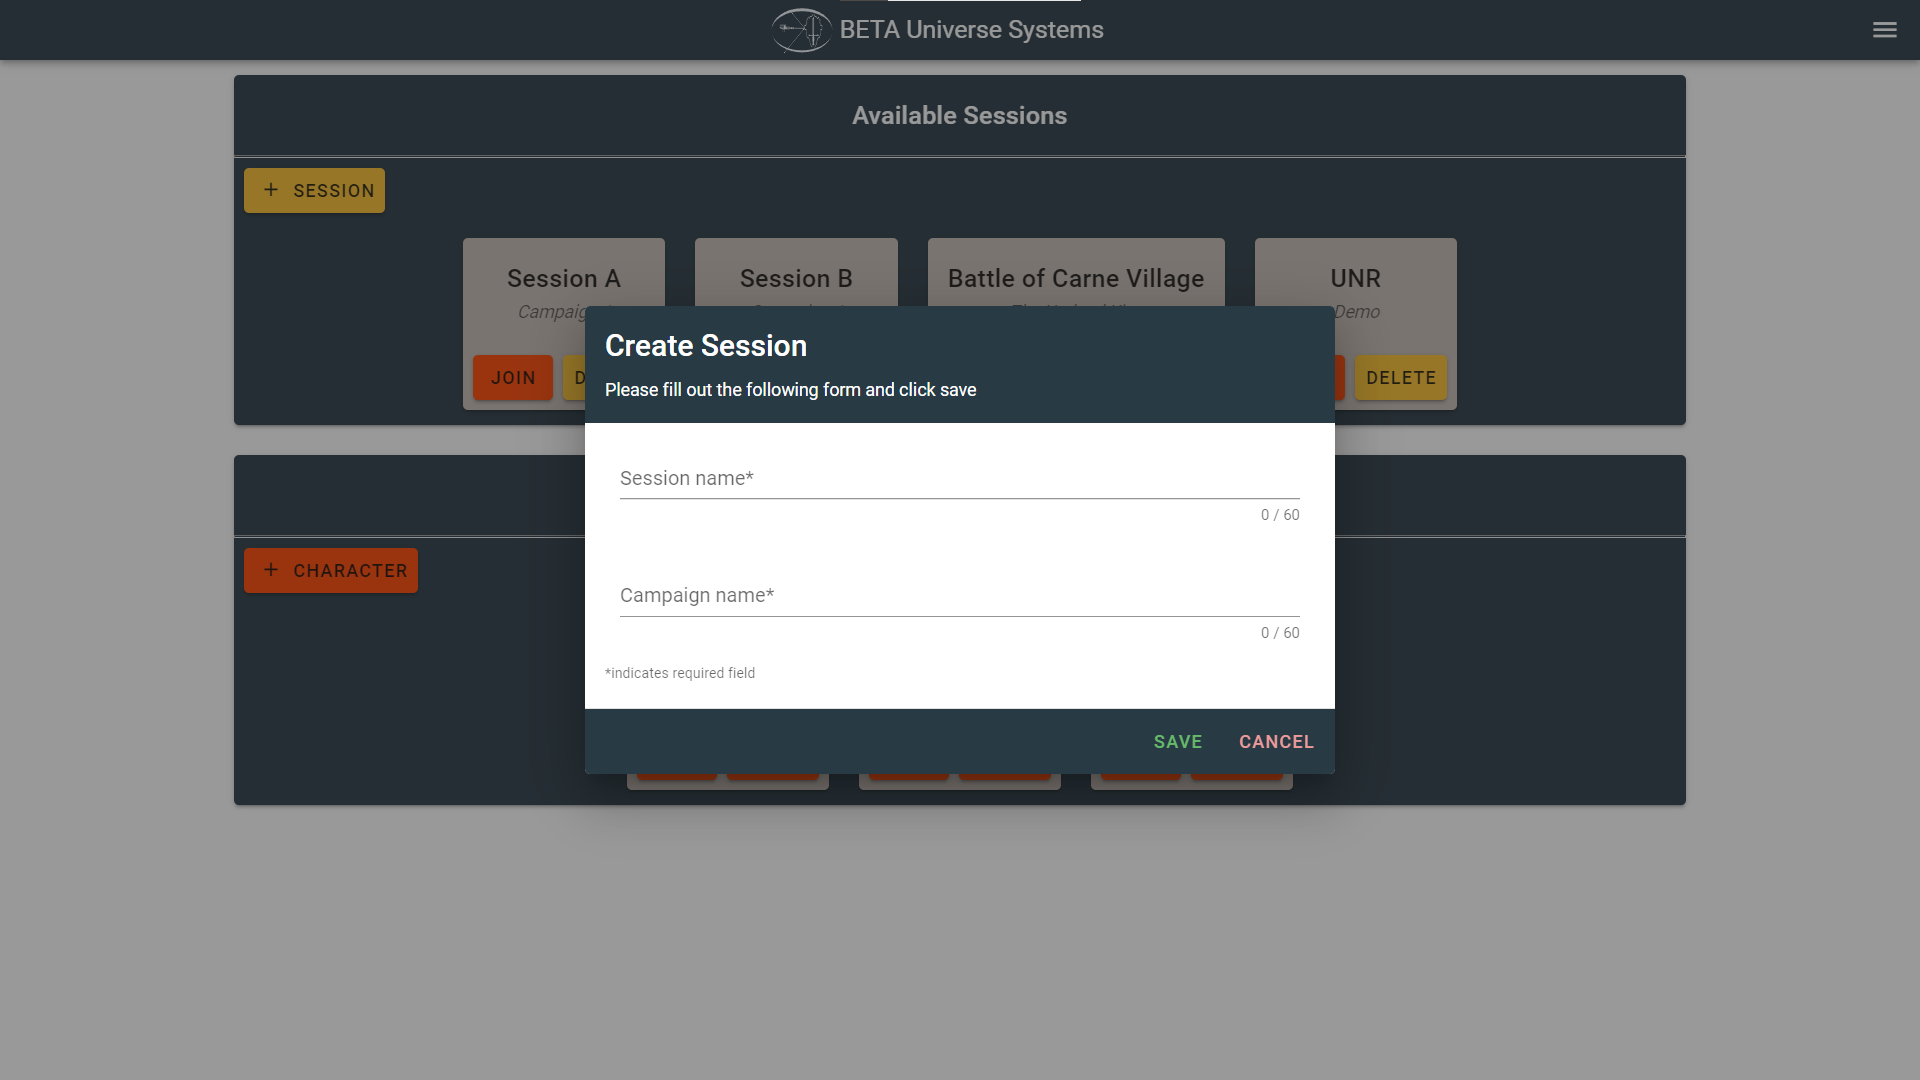 BETA Universe Systems
Available Sessions
+ SESSION
Session A
Session B
Battle of Carne Village
UNR
Demo
JOIN
DELETE
Create Session
Please fill out the following form and click save
Session name*
0 / 60
Campaign name*
0 / 60
*indicates required field
SAVE
CANCEL
+ CHARACTER